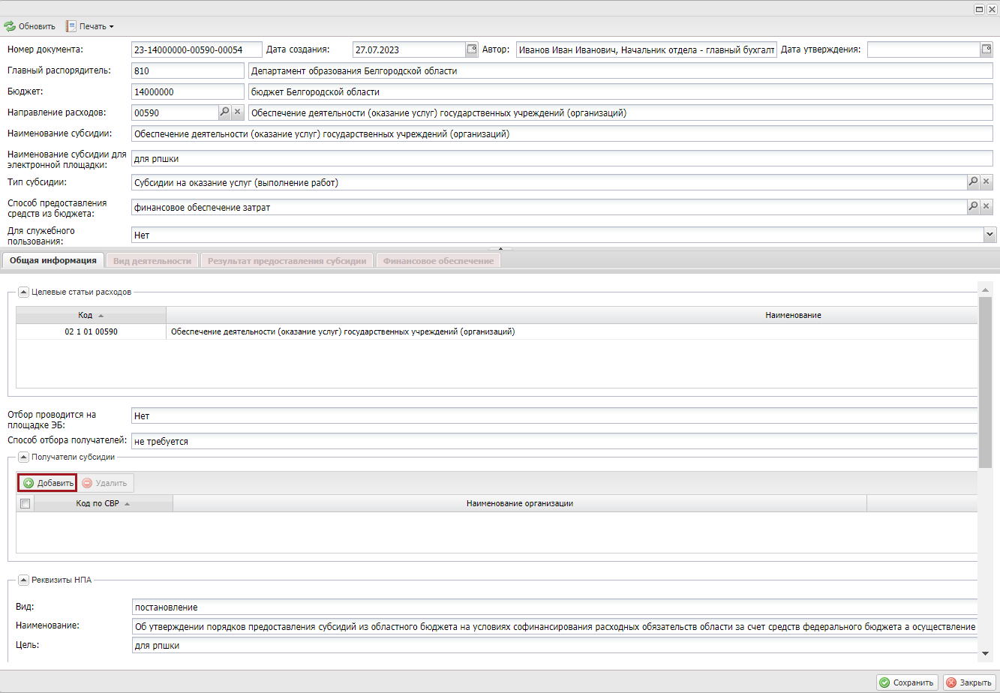 Обновить Печать
Номер документа: 23-14000000-00590-00054 Дата создания: 27.07.2023 Автор: Иванов Иван Иванович, Начальник отдела - главный бухгалт Дата утверждения:
Главный распорядитель: 810 Департамент образования Белгородской области
Бюджет: 14000000 бюджет Белгородской области
Направление расходов: 00590 Обеспечение деятельности (оказание услуг) государственных учреждений (организаций)
Наименование субсидии: Обеспечение деятельности (оказание услуг) государственных учреждений (организаций)
Наименование субсидии для
электронной площадки: для рпшки
Тип субсидии: Субсидии на оказание услуг (выполнение работ)
Способ предоставления
средств из бюджета: финансовое обеспечение затрат
Для служебного
пользования: Нет
Общая информация Вид деятельности Результат предоставления субсидии Финансовое обеспечение
Целевые статьи расходов
Код Наименование
02 1 01 00590 Обеспечение деятельности (оказание услуг) государственных учреждений (организаций)
Отбор проводится на
площадке ЭБ: Нет
Способ отбора получателей: не требуется
Получатели субсидии
Добавить Удалить
Код по СВР Наименование организации
Реквизиты НПА
Вид: постановление
Наименование: Об утверждении порядков предоставления субсидий из областного бюджета на условиях софинансирования расходных обязательств области за счет средств федерального бюджета а осуществление
Цель: для рпшки
Сохранить Закрыть